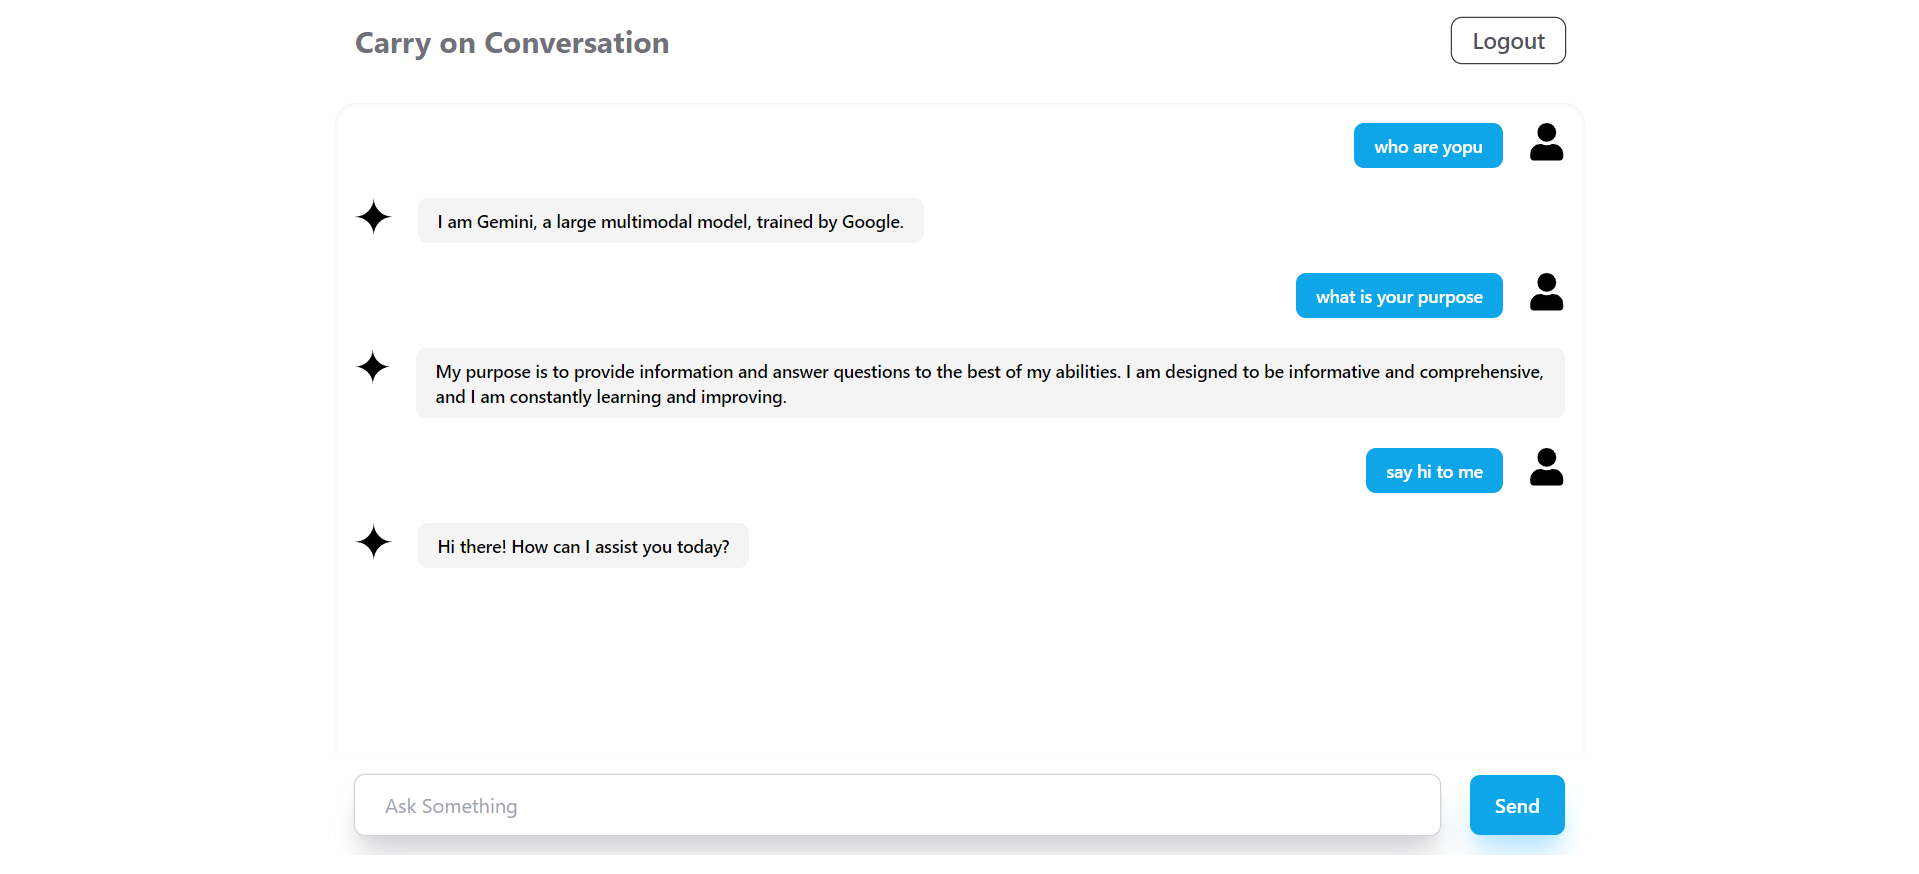 Carry on Conversation
Logout
who are yopu
I am Gemini, a large multimodal model, trained by Google.
what is your purpose
My purpose is to provide information and answer questions to the best of my abilities. I am designed to be informative and comprehensive,
and I am constantly learning and improving.
say hi to me
Hi there! How can I assist you today?
Ask Something
Send